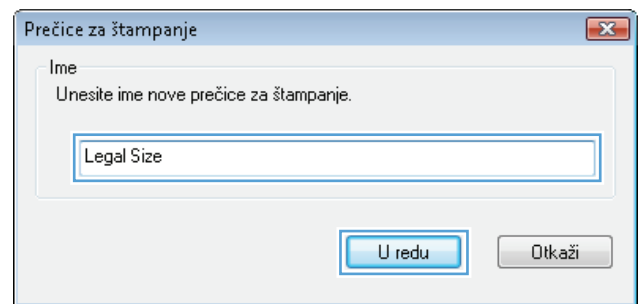 Prečice za štampanje
Ime
Unesite ime nove prečice za štampanje.
Legal Size
U redu
Otkaži